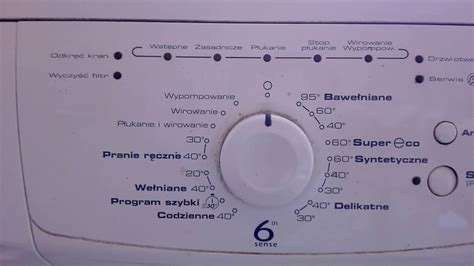 Wstępne Zasadnicze Płukanie Stop płukanie Wirowanie Wypompow.
Odkręć kran
Wyczyść filtr
Serwis
Wypompowanie
Wirowanie
Płukanie i wirowanie
30°
Pranie ręczne 40°
20°
Wełniane 40°
Program szybki 30°
Codzienne 40°
95° Bawełniane
60°
40°
60° Super eco
60° Syntetyczne
40°
30°
40° Delikatne
30°
6th
sense